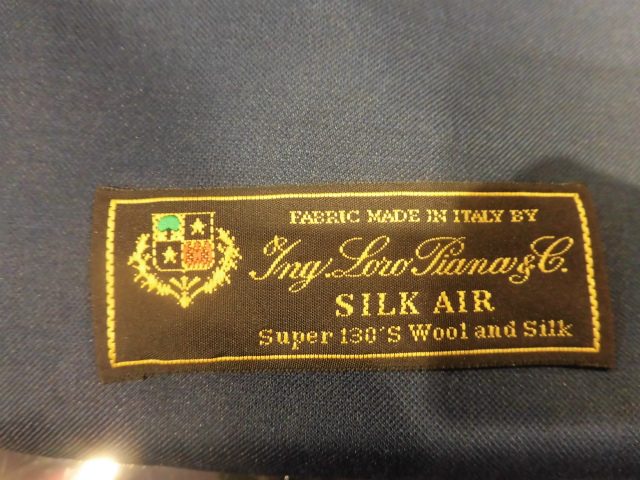 FABRIC MADE IN ITALY BY
Ing. Loro Piana & C.
SILK AIR
Super 130'S Wool and Silk